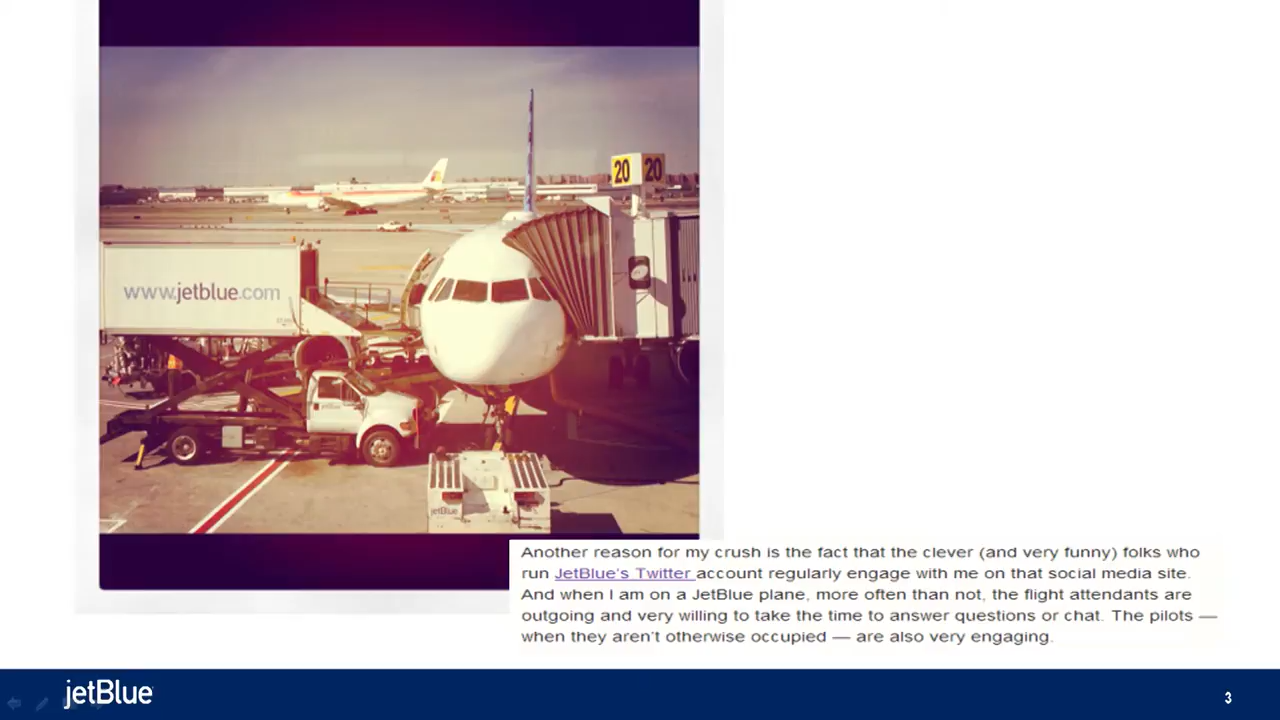 20 20
www.jetblue.com
jetBlue
Another reason for my crush is the fact that the clever (and very funny) folks who
run JetBlue's Twitter account regularly engage with me on that social media site.
And when I am on a JetBlue plane, more often than not, the flight attendants are
outgoing and very willing to take the time to answer questions or chat. The pilots —
when they aren't otherwise occupied — are also very engaging.
jetBlue
3